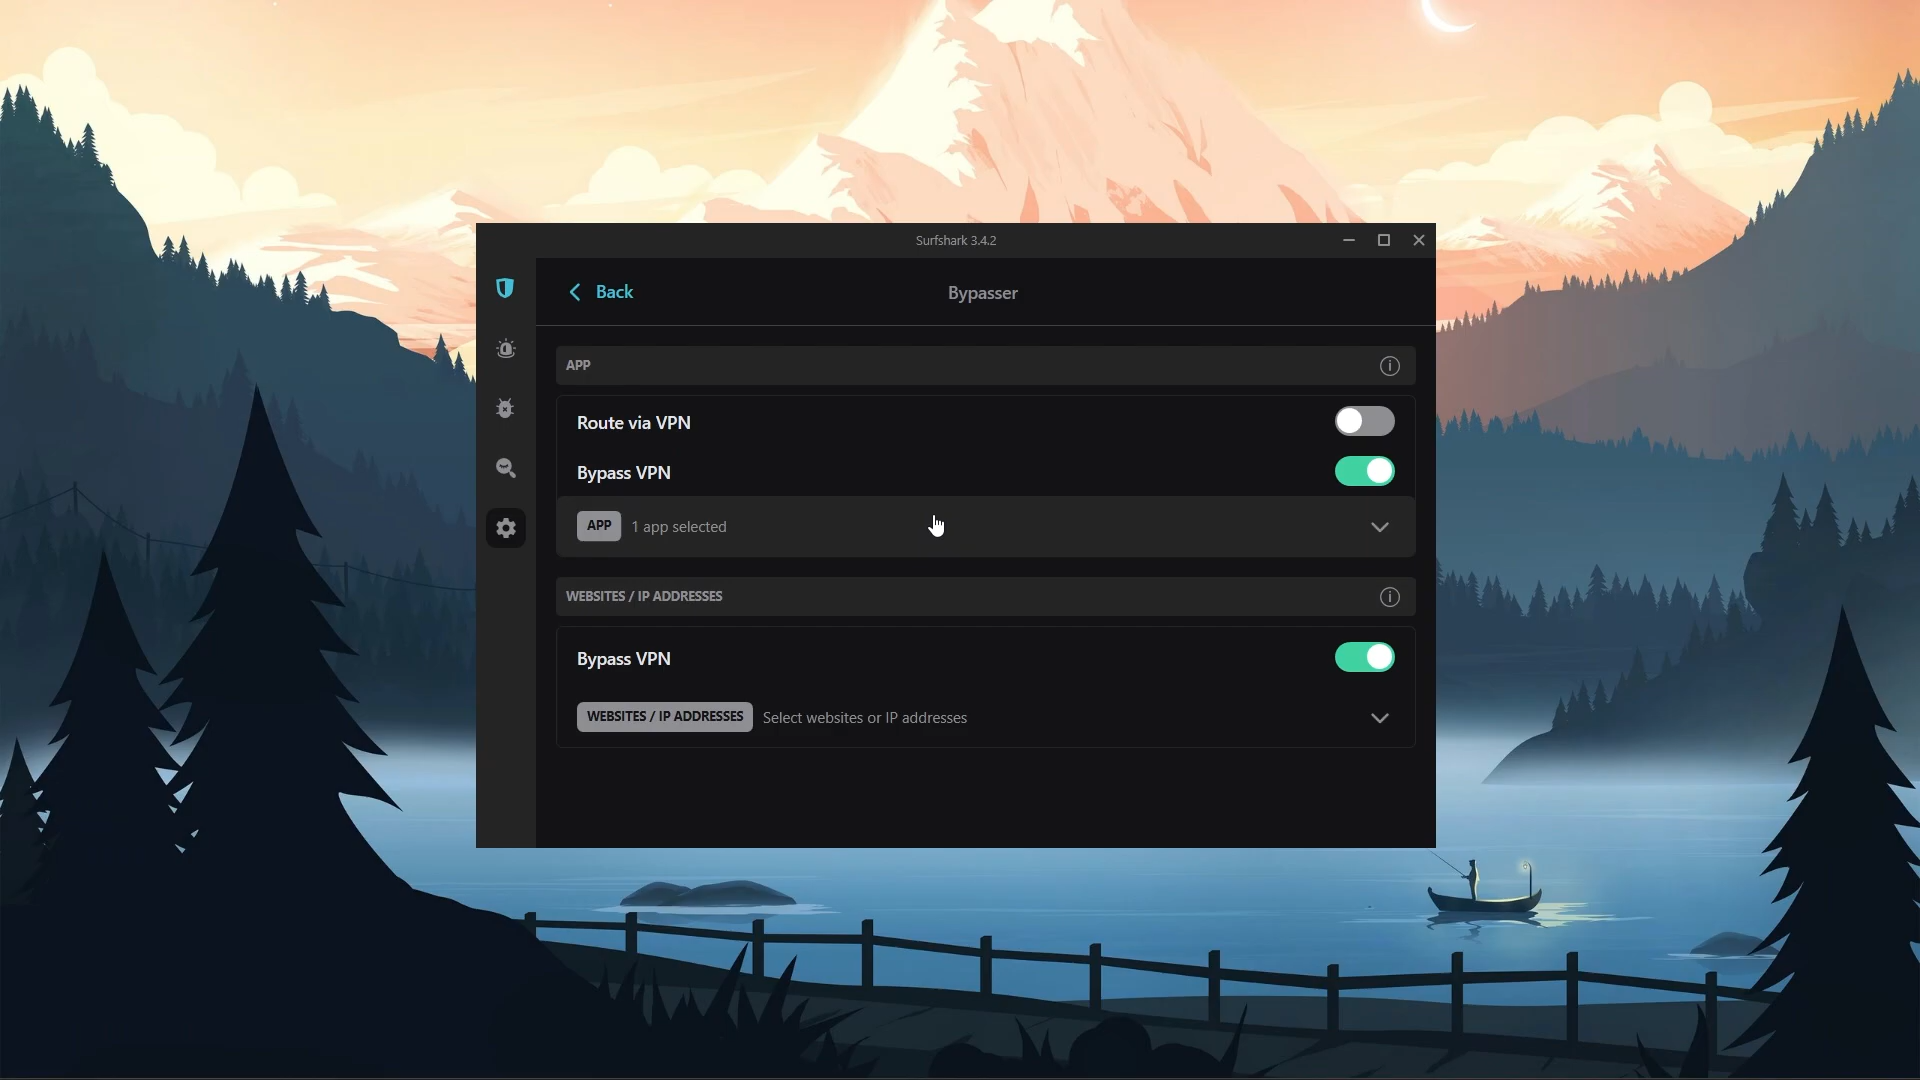 Surfshark 3.4.2
Back
Bypasser
APP
Route via VPN
Bypass VPN
APP 1 app selected
WEBSITES / IP ADDRESSES
Bypass VPN
WEBSITES / IP ADDRESSES Select websites or IP addresses